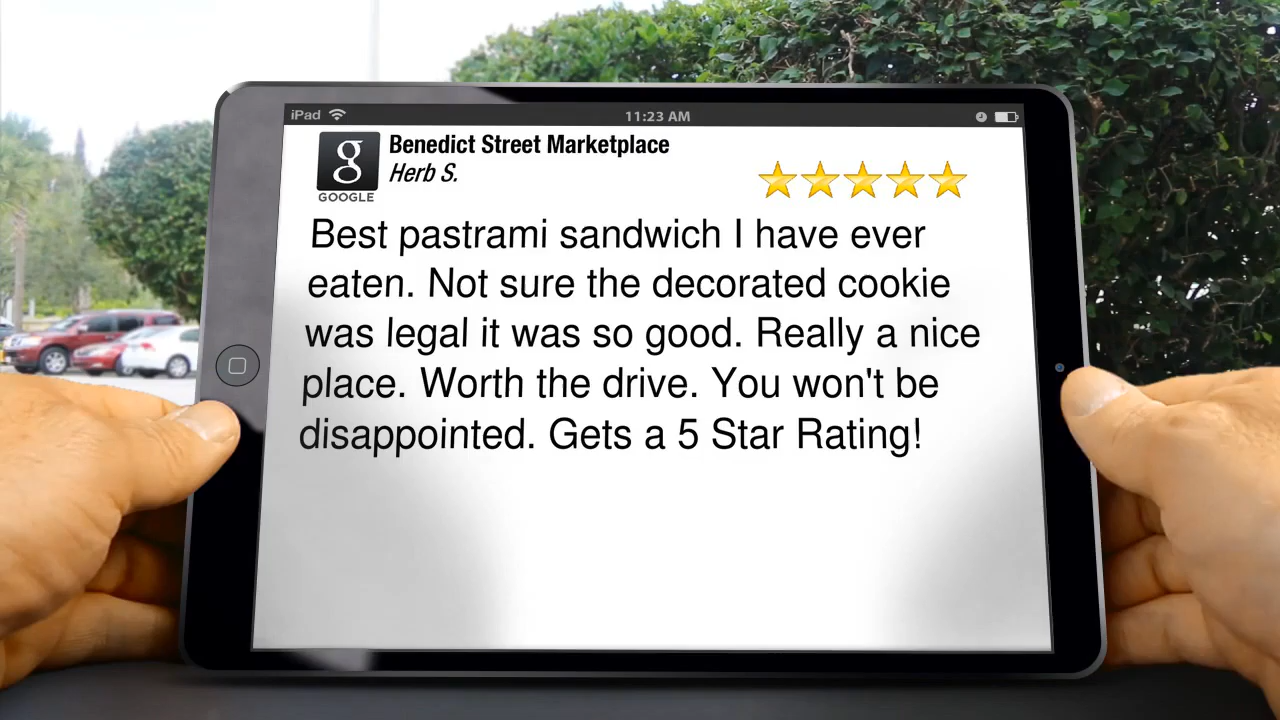 iPad 11:23 AM
g
GOOGLE
Benedict Street Marketplace
Herb S.
Best pastrami sandwich I have ever
eaten. Not sure the decorated cookie
was legal it was so good. Really a nice
place. Worth the drive. You won't be
disappointed. Gets a 5 Star Rating!